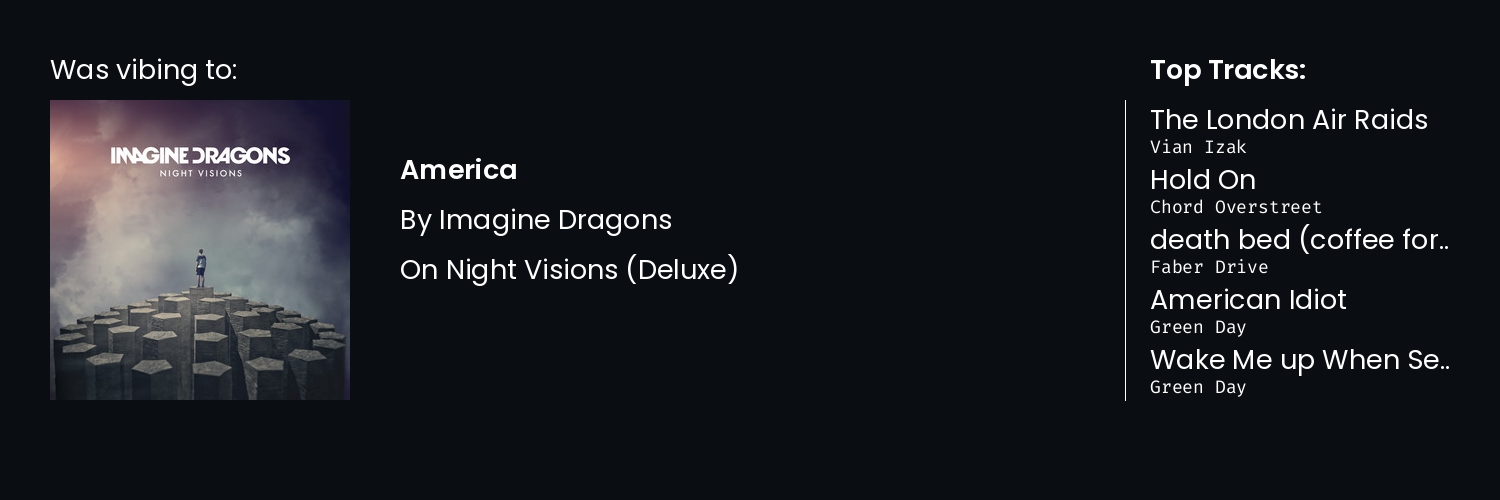 Was vibing to:
IMAGINE DRAGONS
NIGHT VISIONS
America
By Imagine Dragons
On Night Visions (Deluxe)
Top Tracks:
The London Air Raids
Vian Izak
Hold On
Chord Overstreet
death bed (coffee for..
Faber Drive
American Idiot
Green Day
Wake Me up When Se..
Green Day